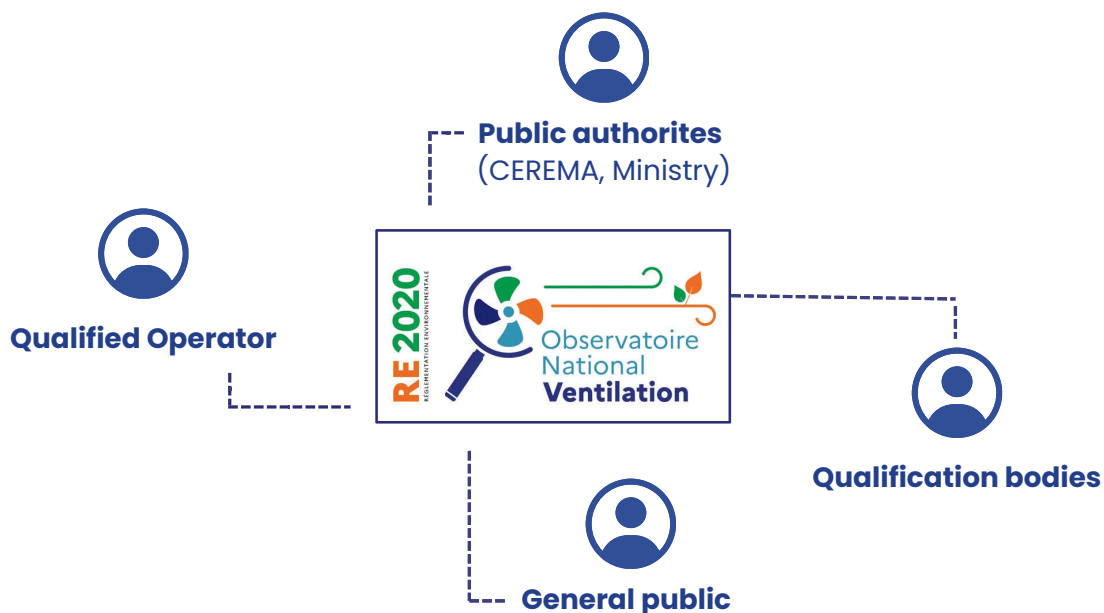 Public authorites
(CEREMA, Ministry)
Qualified Operator
RE 2020
RÉGLEMENTATION ENVIRONNEMENTALE
Observatoire
National
Ventilation
Qualification bodies
General public